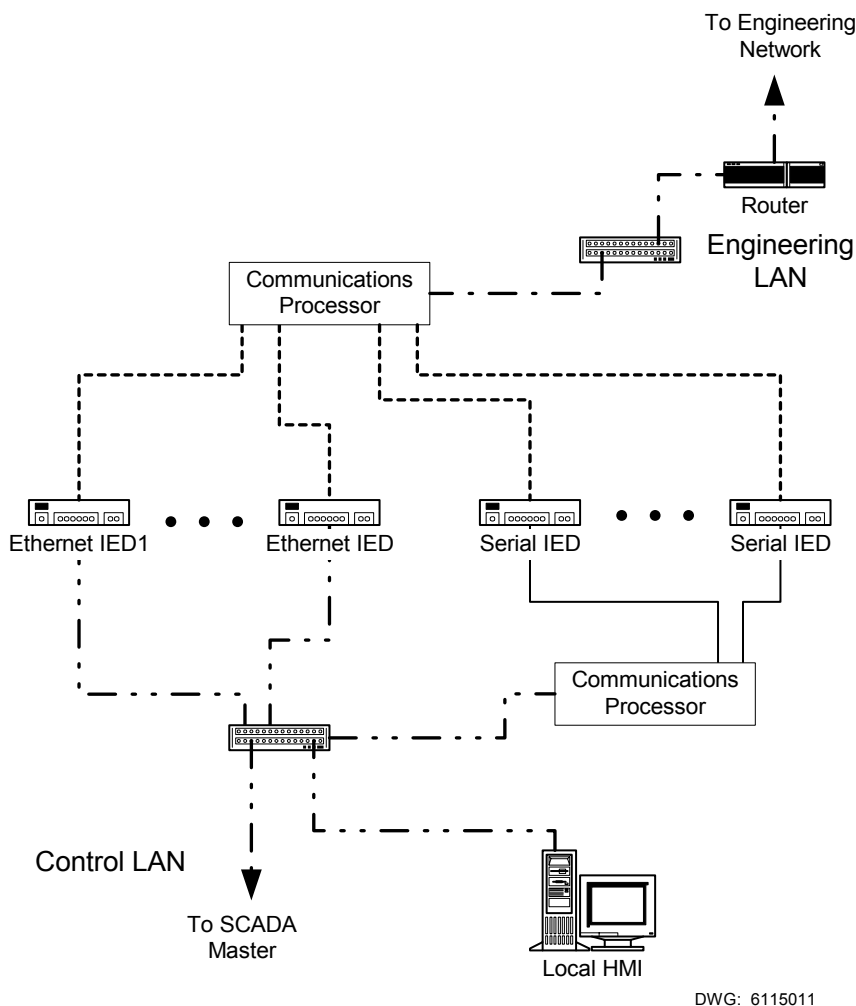 To Engineering
Network
Router
Engineering
LAN
Communications
Processor
Ethernet IED1
Ethernet IED
Serial IED
Serial IED
Communications
Processor
Control LAN
To SCADA
Master
Local HMI
DWG: 6115011